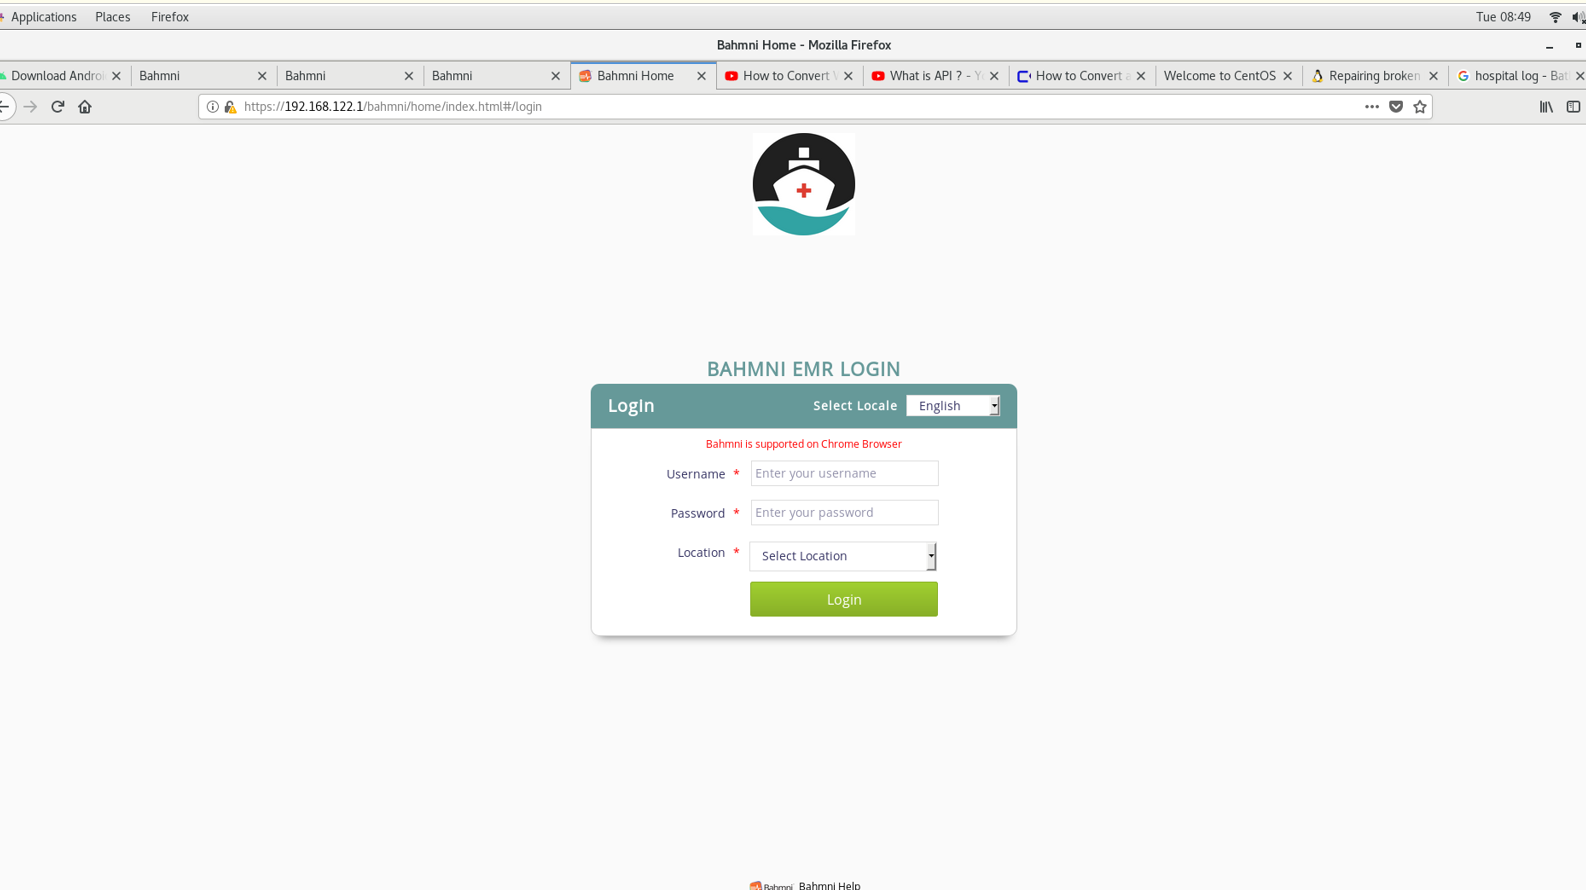 Applications Places Firefox Tue 08:49
Bahmni Home - Mozilla Firefox
Download Androi Bahmni Bahmni Bahmni Bahmni Home How to Convert What is API ? - Y How to Convert a Welcome to CentOS Repairing broken hospital log - Bat
https://192.168.122.1/bahmni/home/index.html#/login
BAHMNI EMR LOGIN
LogIn Select Locale English
Bahmni is supported on Chrome Browser
Username * Enter your username
Password * Enter your password
Location * Select Location
Login
Bahmni Bahmni Help